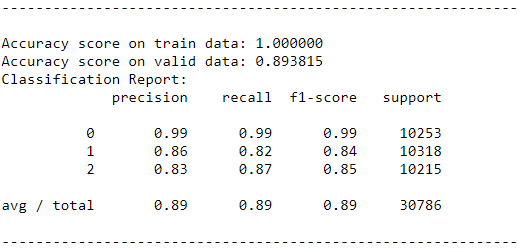 ----------------------------------------------------------------
Accuracy score on train data: 1.000000
Accuracy score on valid data: 0.893815
Classification Report:
             precision    recall  f1-score   support

          0       0.99      0.99      0.99     10253
          1       0.86      0.82      0.84     10318
          2       0.83      0.87      0.85     10215

avg / total       0.89      0.89      0.89     30786
----------------------------------------------------------------